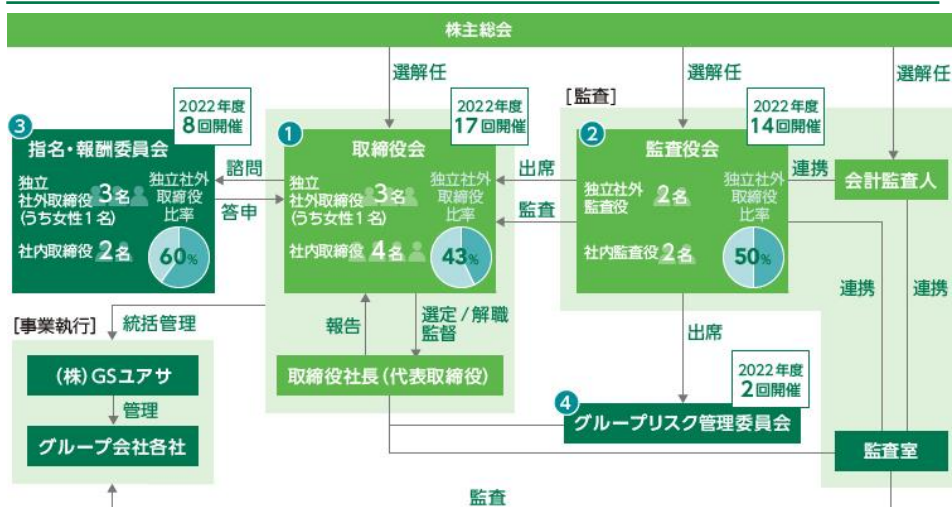 株主総会
選解任
選解任
選解任
[監査]
3
2022年度
8回開催
指名・報酬委員会
独立
社外取締役 3名
(うち女性1名)
社内取締役 2名
独立社外
取締役
比率
60%
諮問
答申
1
2022年度
17回開催
取締役会
独立
社外取締役 3名
(うち女性1名)
社内取締役 4名
独立社外
取締役
比率
43%
出席
監査
2
2022年度
14回開催
監査役会
独立社外
監査役 2名
社内監査役 2名
独立社外
取締役
比率
50%
連携
会計監査人
連携
連携
[事業執行]
統括管理
報告
選定/解職
監督
出席
(株)GSユアサ
管理
グループ会社各社
取締役社長(代表取締役)
4
2022年度
2回開催
グループリスク管理委員会
監査室
監査